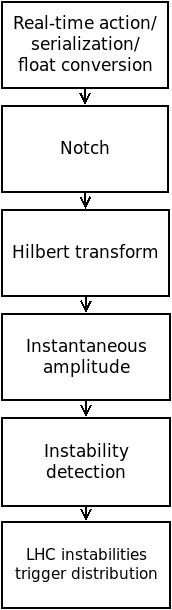 Real-time action/
serialization/
float conversion
Notch
Hilbert transform
Instantaneous
amplitude
Instability
detection
LHC instabilities
trigger distribution